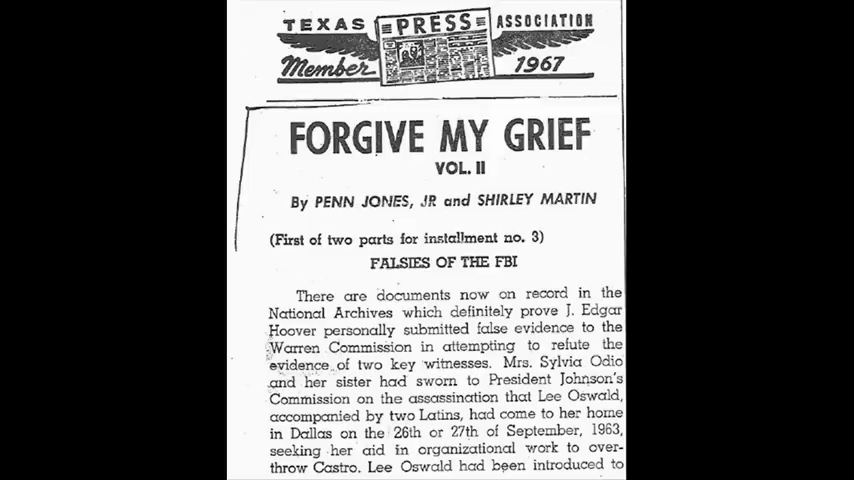 TEXAS PRESS ASSOCIATION
Member 1967
FORGIVE MY GRIEF
VOL. II
By PENN JONES, JR and SHIRLEY MARTIN
(First of two parts for installment no. 3)
FALSIES OF THE FBI
There are documents now on record in the
National Archives which definitely prove J. Edgar
Hoover personally submitted false evidence to the
Warren Commission in attempting to refute the
evidence of two key witnesses. Mrs. Sylvia Odio
and her sister had sworn to President Johnson's
Commission on the assassination that Lee Oswald,
accompanied by two Latins, had come to her home
in Dallas on the 26th or 27th of September, 1963,
seeking her aid in organizational work to over-
throw Castro. Lee Oswald had been introduced to